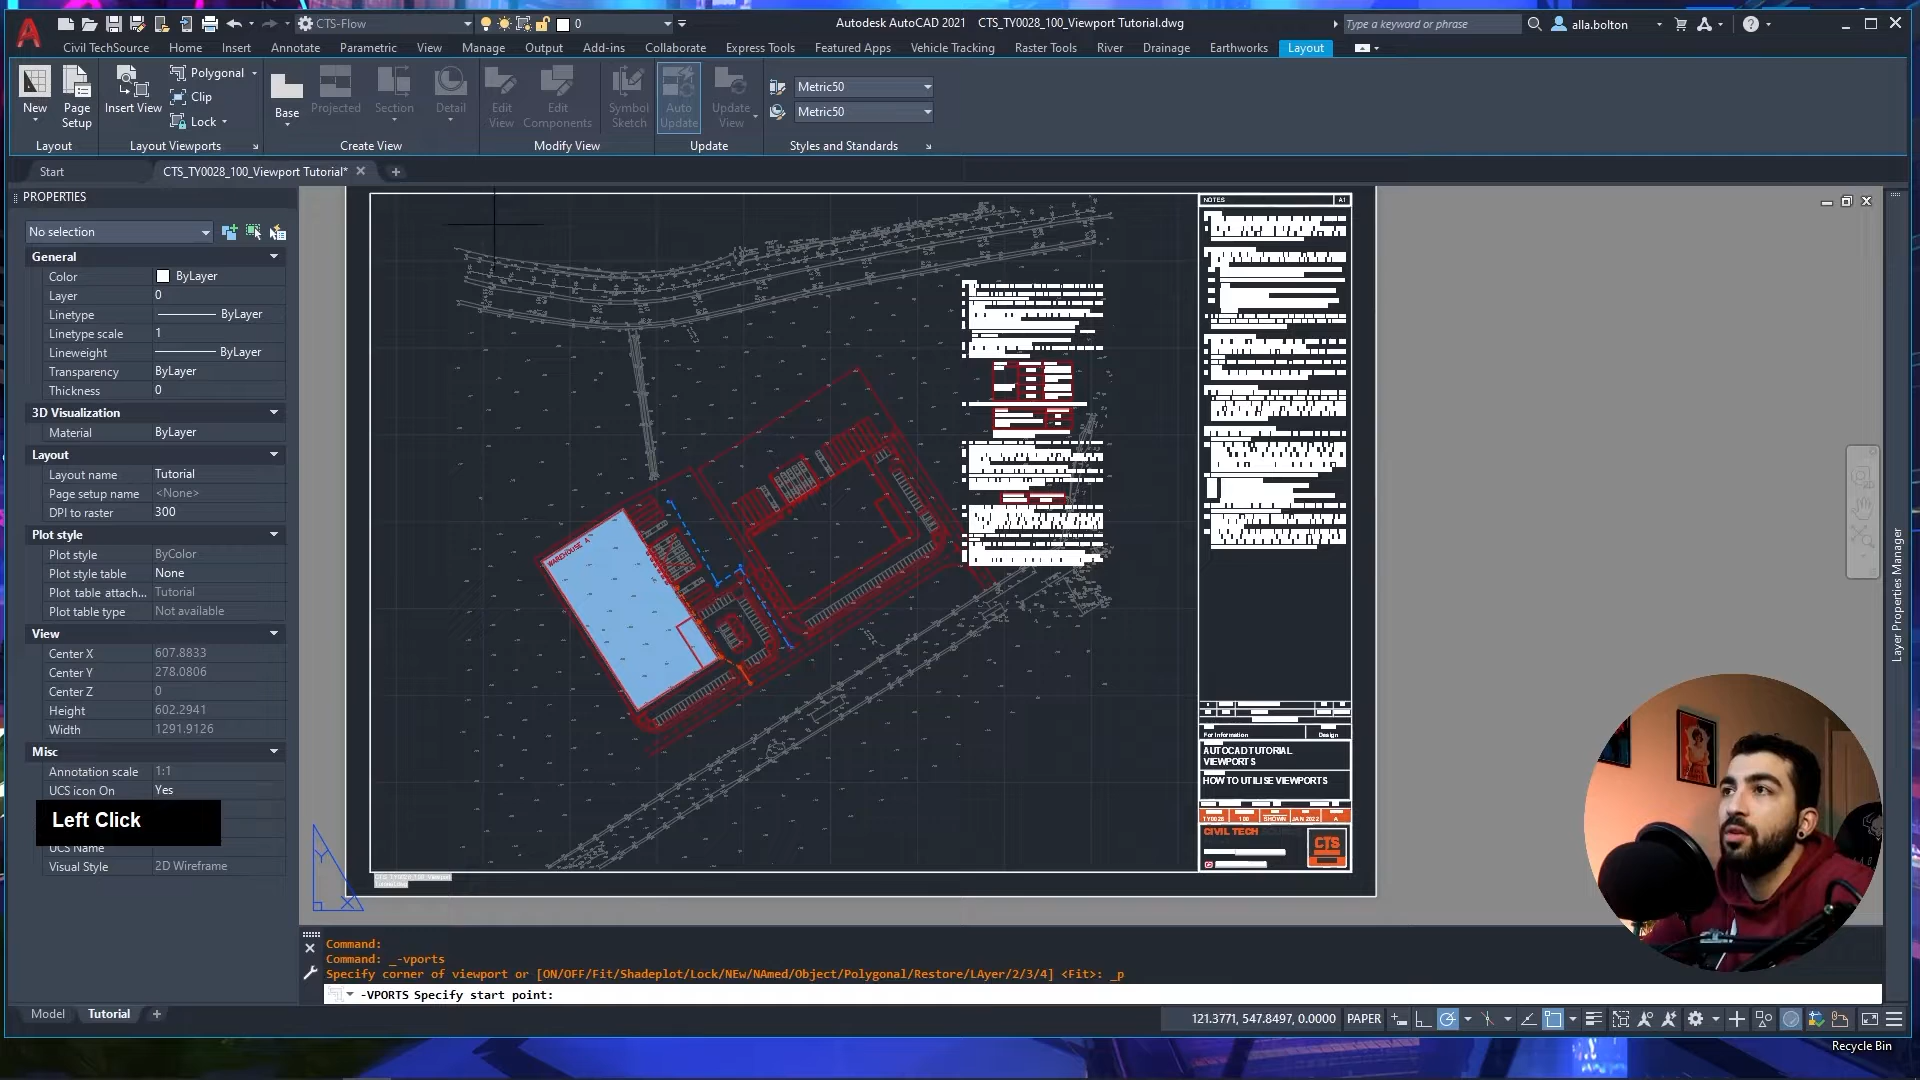 CTS-Flow
0
Autodesk AutoCAD 2021 CTS_TY0028_100_Viewport Tutorial.dwg
Type a keyword or phrase
alla.bolton
Civil TechSource Home Insert Annotate Parametric View Manage Output Add-ins Collaborate Express Tools Featured Apps Vehicle Tracking Raster Tools River Drainage Earthworks Layout
New
Page Setup
Insert View
Polygonal
Clip
Lock
Base
Projected
Section
Detail
Edit View
Edit Components
Symbol Sketch
Auto Update
Update View
Metric50
Metric50
Layout
Layout Viewports
Create View
Modify View
Update
Styles and Standards
Start
CTS_TY0028_100_Viewport Tutorial*
PROPERTIES
No selection
General
Color ByLayer
Layer 0
Linetype ByLayer
Linetype scale 1
Lineweight ByLayer
Transparency ByLayer
Thickness 0
3D Visualization
Material ByLayer
Layout
Layout name Tutorial
Page setup name <None>
DPI to raster 300
Plot style
Plot style ByColor
Plot style table None
Plot table attach... Tutorial
Plot table type Not available
View
Center X 607.8833
Center Y 278.0806
Center Z 0
Height 602.2941
Width 1291.9126
Misc
Annotation scale 1:1
UCS icon On Yes
Left Click
UCS Name
Visual Style 2D Wireframe
NOTES A1
WAREHOUSE A
For Information Design
AUTOCAD TUTORIAL
VIEWPORTS
HOW TO UTILISE VIEWPORTS
TY0028 100 SHOWN JAN 2022 A
CIVIL TECH
CTS
Y
X
Layer Properties Manager
Command:
Command: _-vports
Specify corner of viewport or [ON/OFF/Fit/Shadeplot/Lock/NEw/NAmed/Object/Polygonal/Restore/LAyer/2/3/4] <Fit>: _p
-VPORTS Specify start point:
Model Tutorial
121.3771, 547.8497, 0.0000 PAPER
Recycle Bin